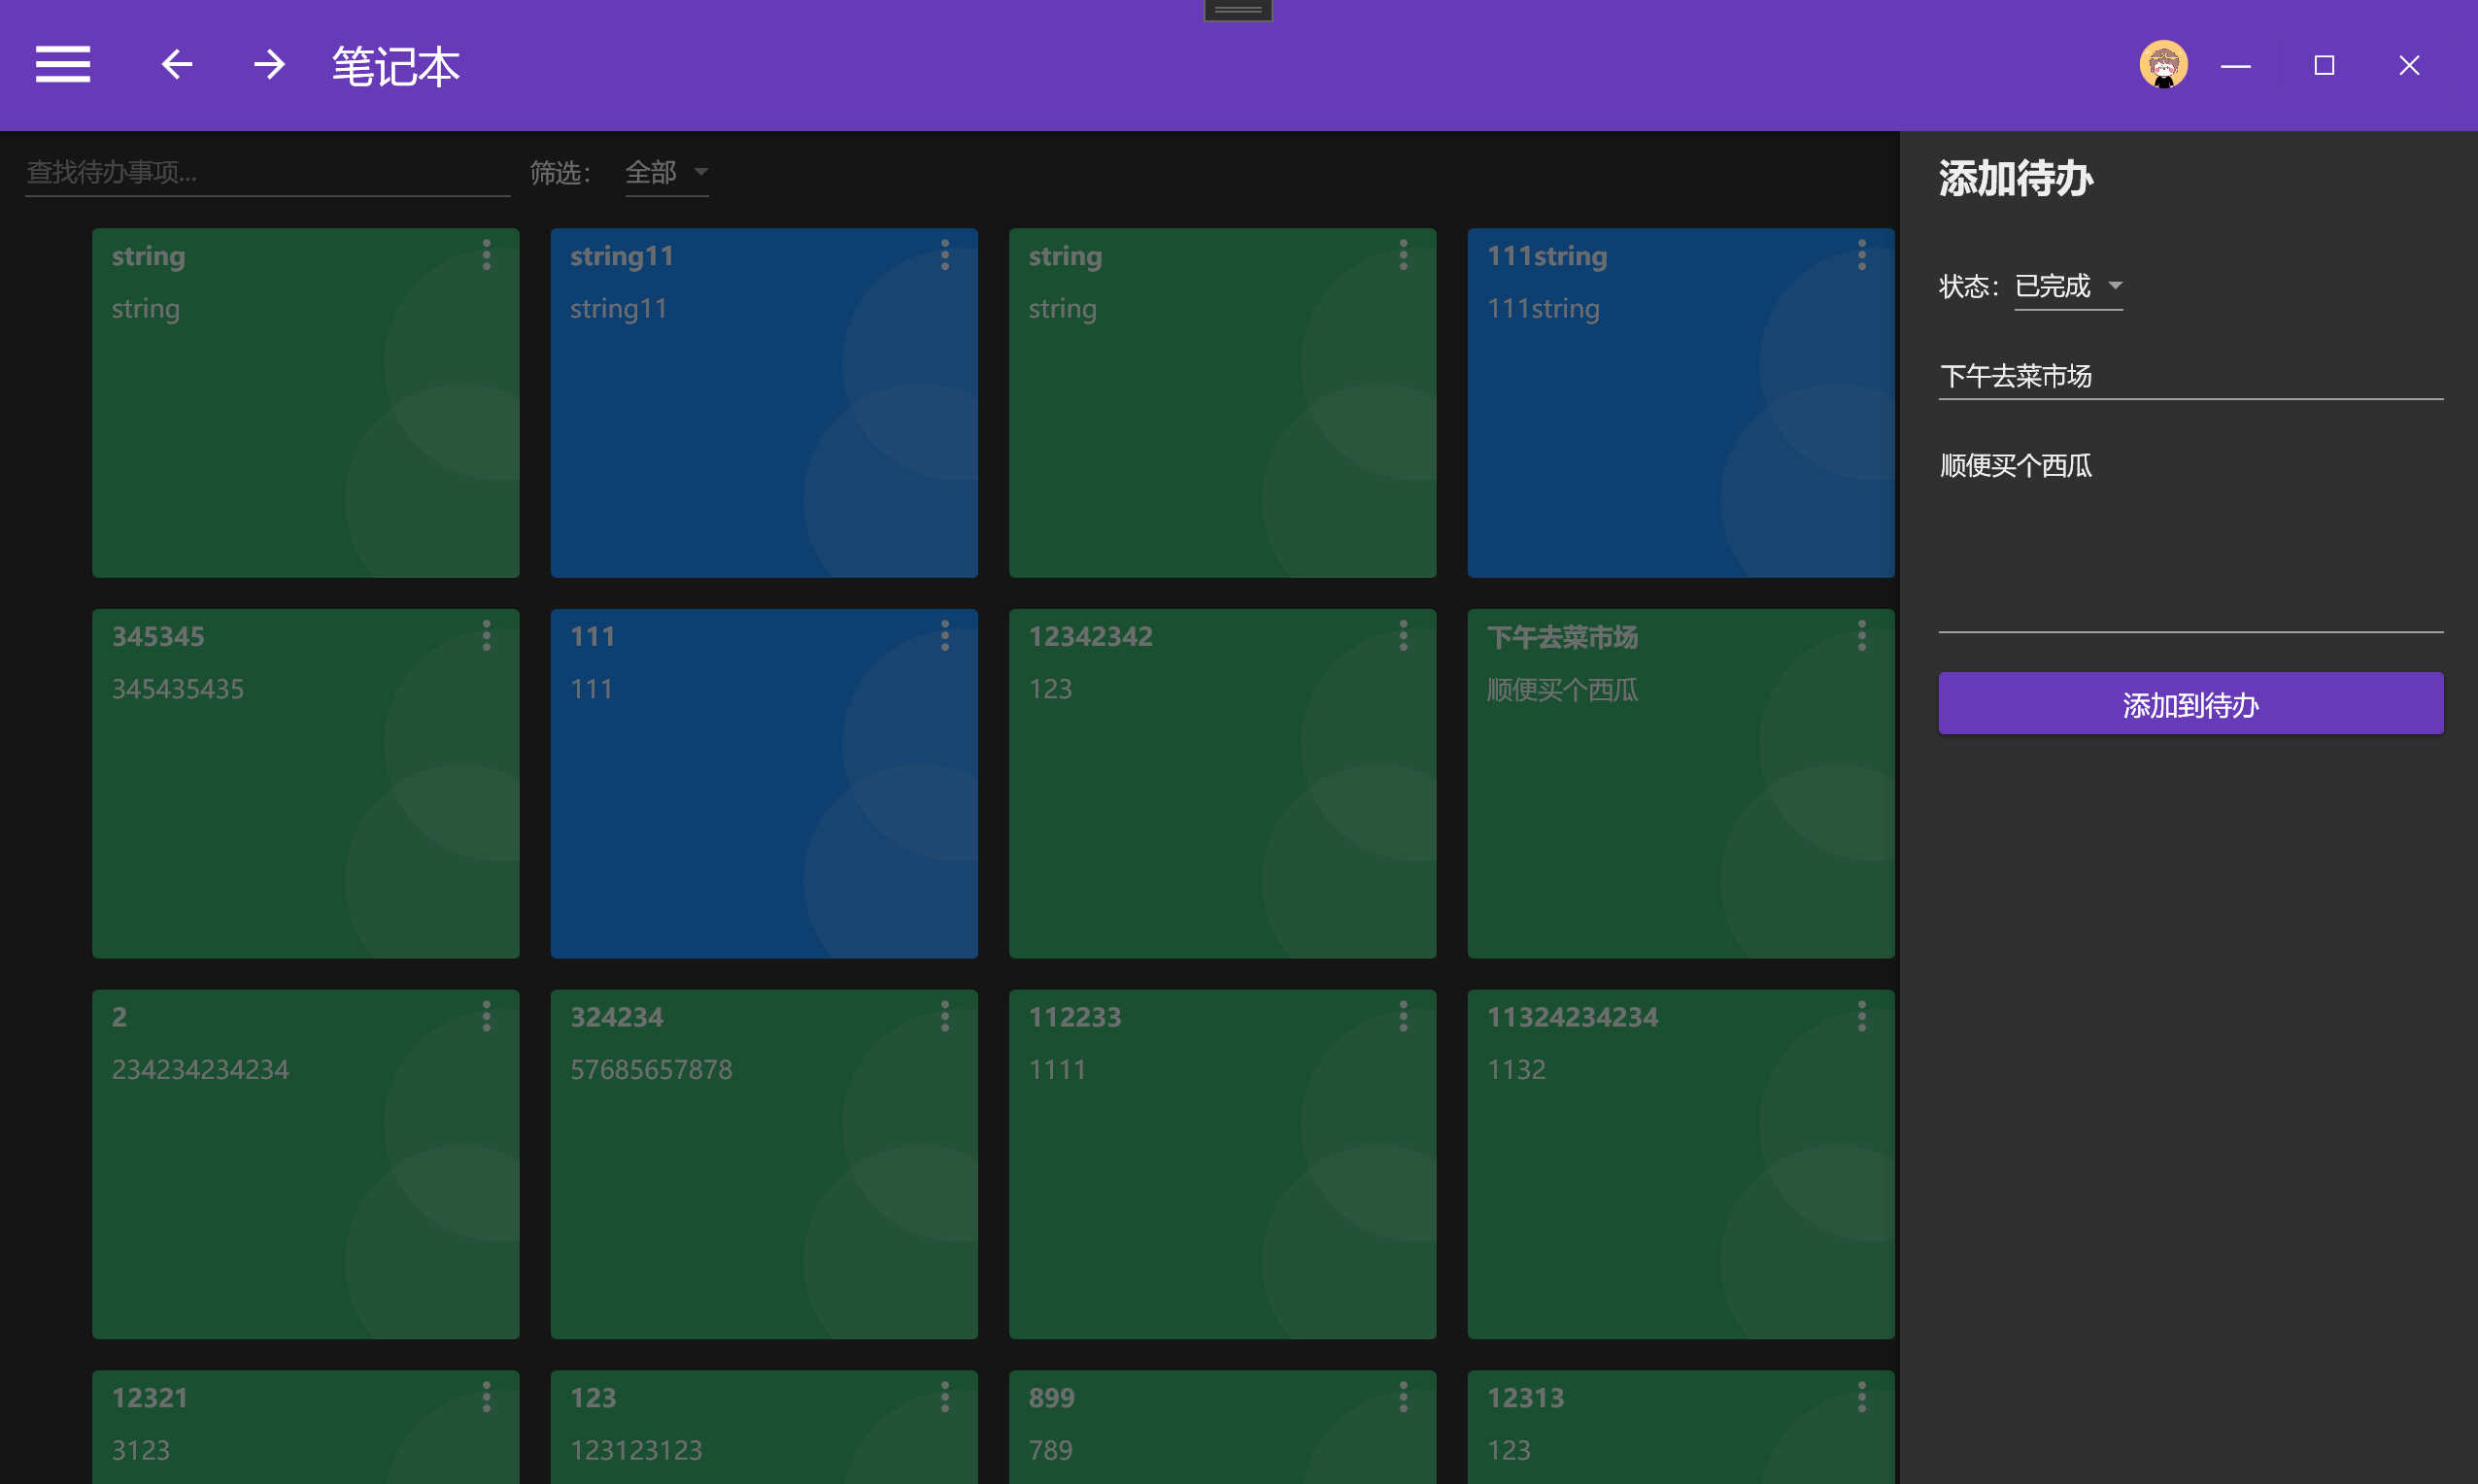 笔记本
查找待办事项...
筛选： 全部
string
string
string11
string11
string
string
111string
111string
345345
345435435
111
111
12342342
123
下午去菜市场
顺便买个西瓜
2
234234234234
324234
57685657878
112233
1111
11324234234
1132
12321
3123
123
123123123
899
789
12313
123
添加待办
状态： 已完成
下午去菜市场
顺便买个西瓜
添加到待办